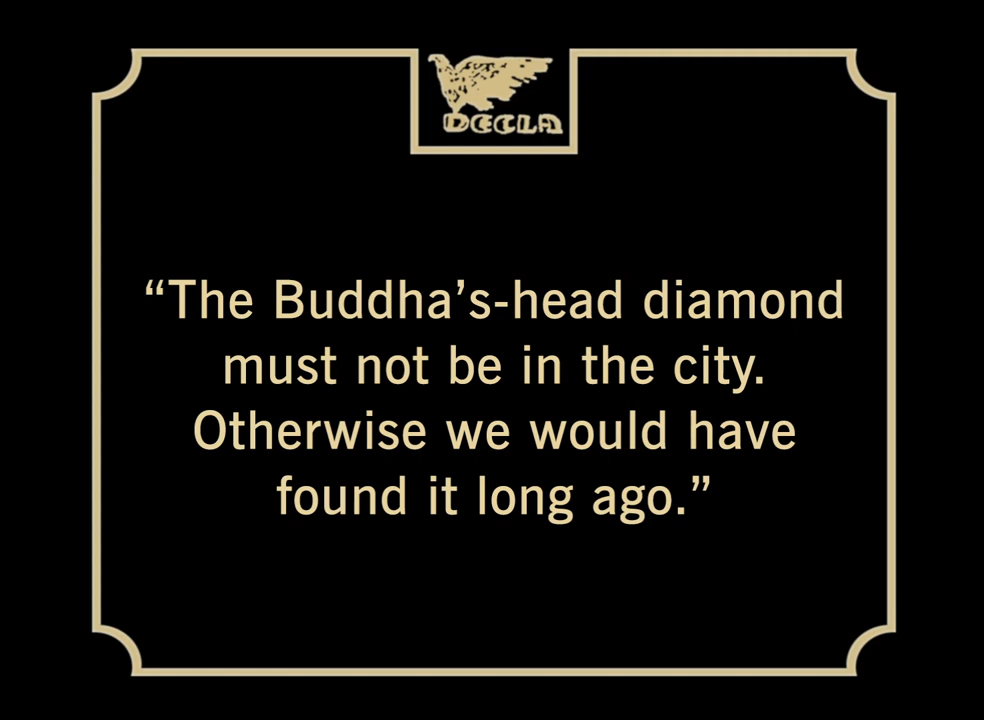 DECLA
“The Buddha’s-head diamond
must not be in the city.
Otherwise we would have
found it long ago.”